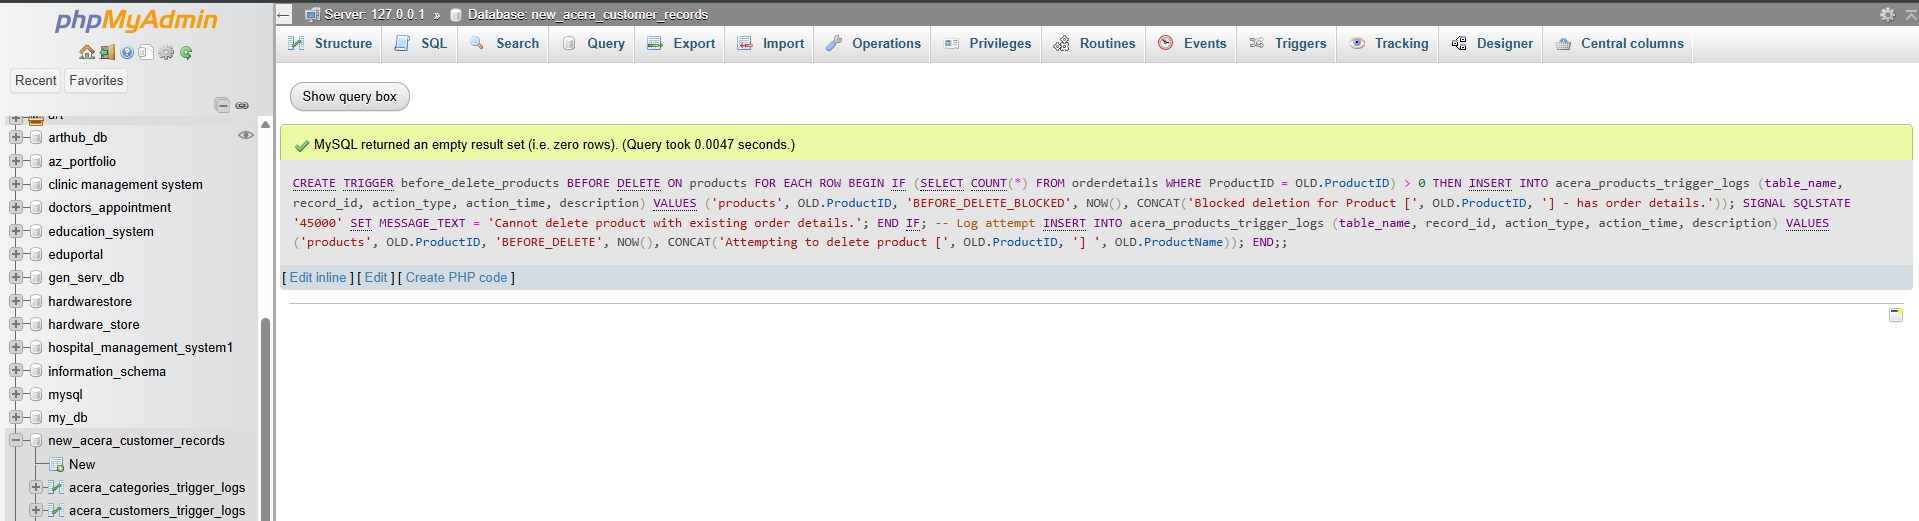 phpMyAdmin
Recent Favorites
art
arthub_db
az_portfolio
clinic management system
doctors_appointment
education_system
eduportal
gen_serv_db
hardwarestore
hardware_store
hospital_management_system1
information_schema
mysql
my_db
new_acera_customer_records
New
acera_categories_trigger_logs
acera_customers_trigger_logs
Server: 127.0.0.1 » Database: new_acera_customer_records
Structure SQL Search Query Export Import Operations Privileges Routines Events Triggers Tracking Designer Central columns
Show query box
MySQL returned an empty result set (i.e. zero rows). (Query took 0.0047 seconds.)
CREATE TRIGGER before_delete_products BEFORE DELETE ON products FOR EACH ROW BEGIN IF (SELECT COUNT(*) FROM orderdetails WHERE ProductID = OLD.ProductID) > 0 THEN INSERT INTO acera_products_trigger_logs (table_name,
record_id, action_type, action_time, description) VALUES ('products', OLD.ProductID, 'BEFORE_DELETE_BLOCKED', NOW(), CONCAT('Blocked deletion for Product [', OLD.ProductID, '] - has order details.')); SIGNAL SQLSTATE
'45000' SET MESSAGE_TEXT = 'Cannot delete product with existing order details.'; END IF; -- Log attempt INSERT INTO acera_products_trigger_logs (table_name, record_id, action_type, action_time, description) VALUES
('products', OLD.ProductID, 'BEFORE_DELETE', NOW(), CONCAT('Attempting to delete product [', OLD.ProductID, '] ', OLD.ProductName)); END;;
[ Edit inline ] [ Edit ] [ Create PHP code ]